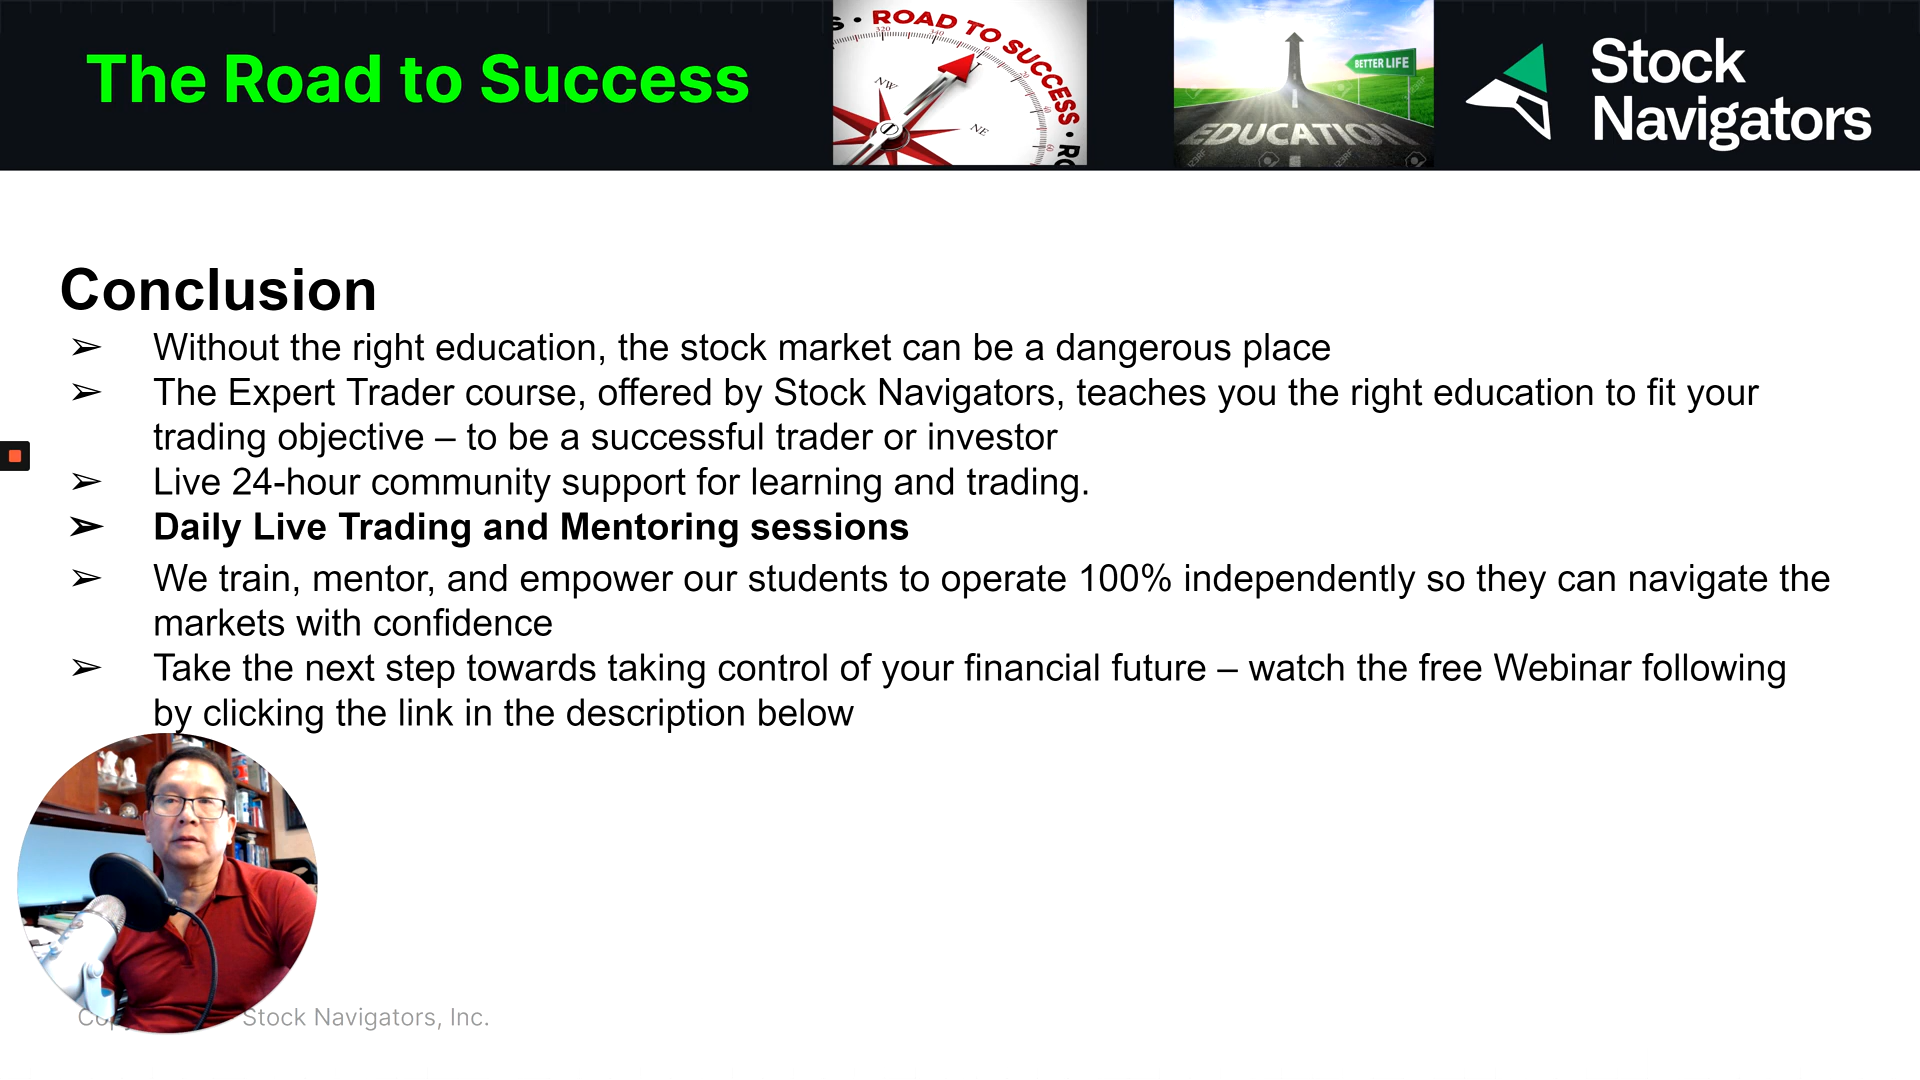 The Road to Success
ROAD TO SUCCESS
NW
NE
BETTER LIFE
EDUCATION
Stock
Navigators
Conclusion
➢ Without the right education, the stock market can be a dangerous place
➢ The Expert Trader course, offered by Stock Navigators, teaches you the right education to fit your
trading objective – to be a successful trader or investor
➢ Live 24-hour community support for learning and trading.
➢ Daily Live Trading and Mentoring sessions
➢ We train, mentor, and empower our students to operate 100% independently so they can navigate the
markets with confidence
➢ Take the next step towards taking control of your financial future – watch the free Webinar following
by clicking the link in the description below
Stock Navigators, Inc.